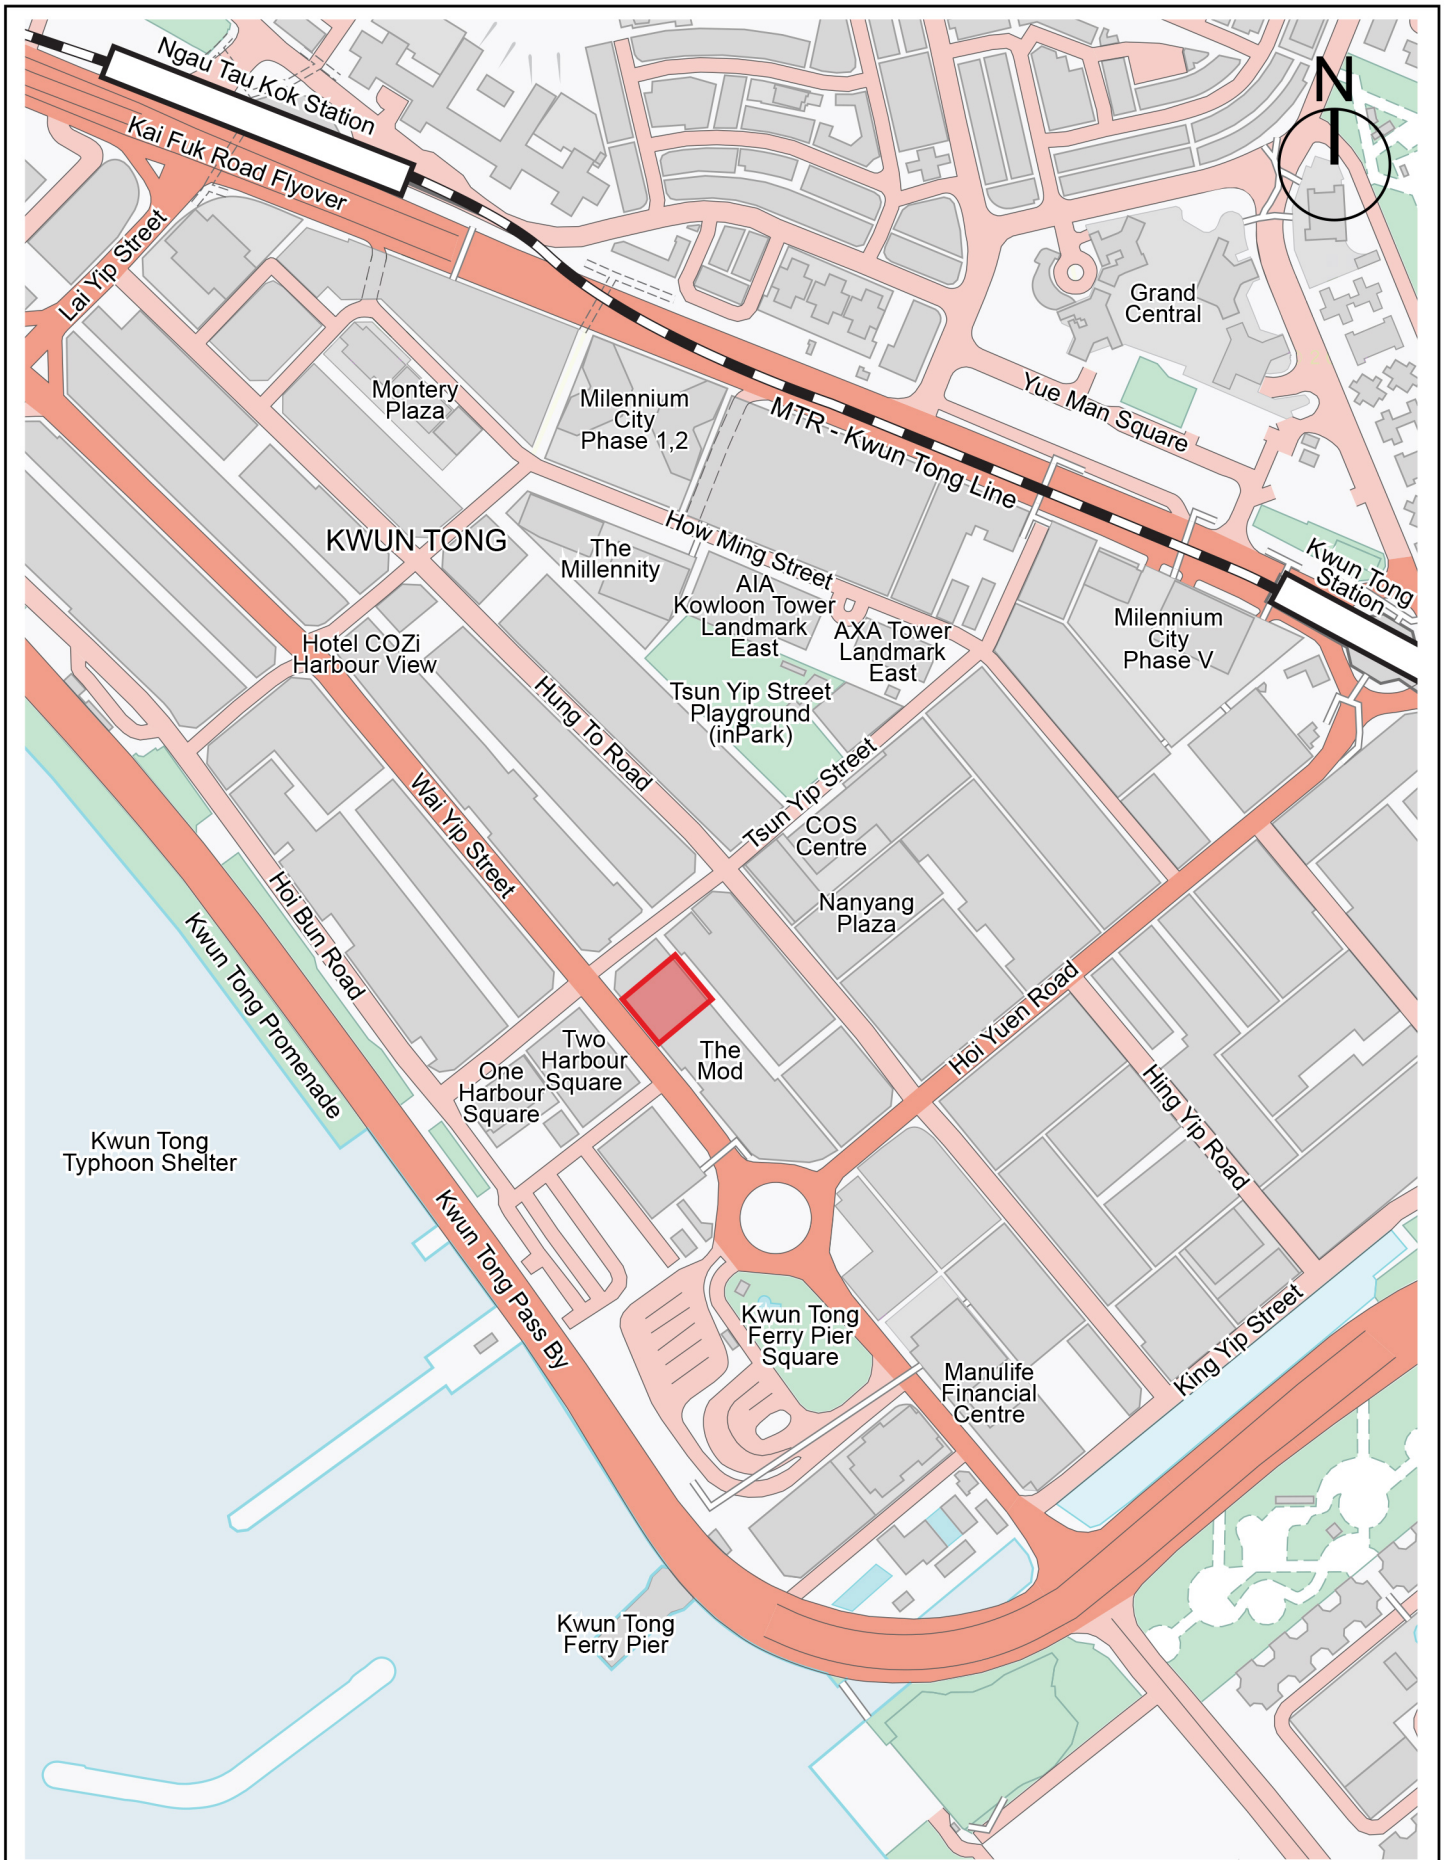 N
Ngau Tau Kok Station
Kai Fuk Road Flyover
Lai Yip Street
Grand
Central
Montery
Plaza
Milennium
City
Phase 1,2
Yue Man Square
MTR - Kwun Tong Line
KWUN TONG
The
Millennity
How Ming Street
Kwun Tong
Station
AIA
Kowloon Tower
Landmark
East
AXA Tower
Landmark
East
Milennium
City
Phase V
Hotel COZi
Harbour View
Tsun Yip Street
Playground
(inPark)
Hung To Road
Wai Yip Street
Tsun Yip Street
COS
Centre
Nanyang
Plaza
Hoi Bun Road
Kwun Tong Promenade
Hoi Yuen Road
Two
Harbour
Square
One
Harbour
Square
The
Mod
Hing Yip Road
Kwun Tong
Typhoon Shelter
Kwun Tong Pass By
Kwun Tong
Ferry Pier
Square
King Yip Street
Manulife
Financial
Centre
Kwun Tong
Ferry Pier